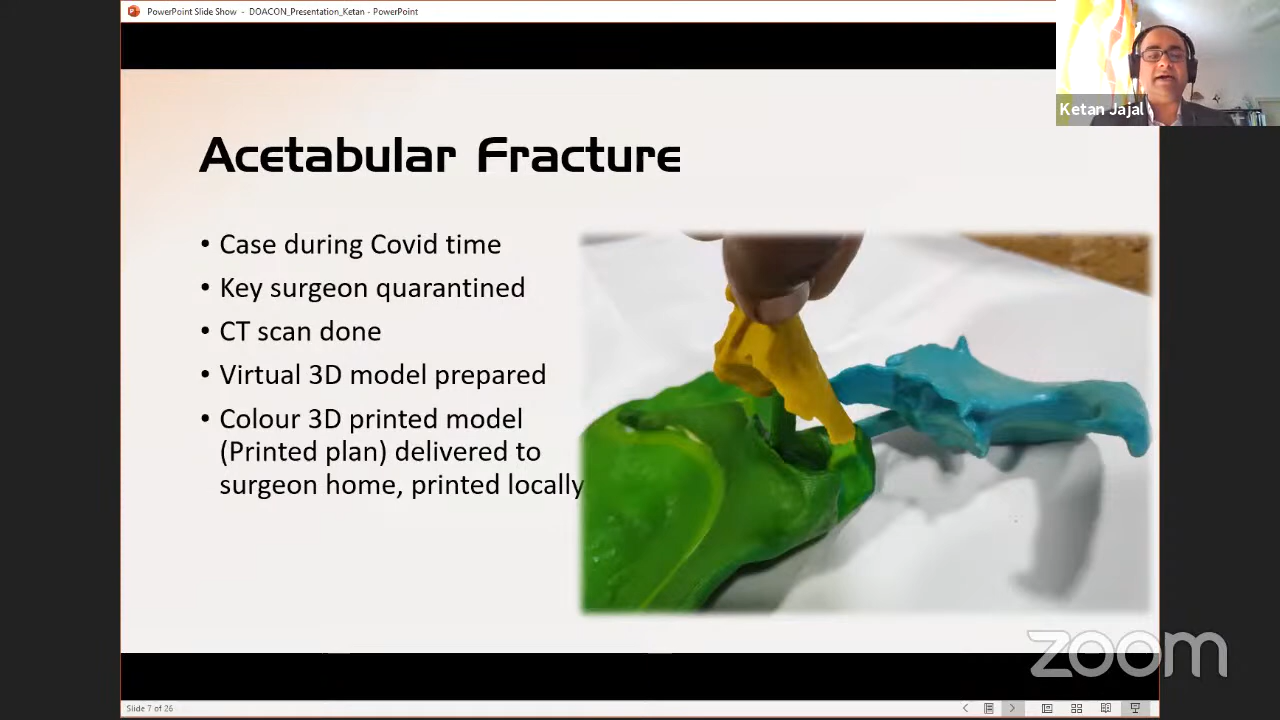 PowerPoint Slide Show - DOACON_Presentation_Ketan - PowerPoint
Ketan Jajal
Acetabular Fracture
• Case during Covid time
• Key surgeon quarantined
• CT scan done
• Virtual 3D model prepared
• Colour 3D printed model
(Printed plan) delivered to
surgeon home, printed locally
zoom
Slide 7 of 26